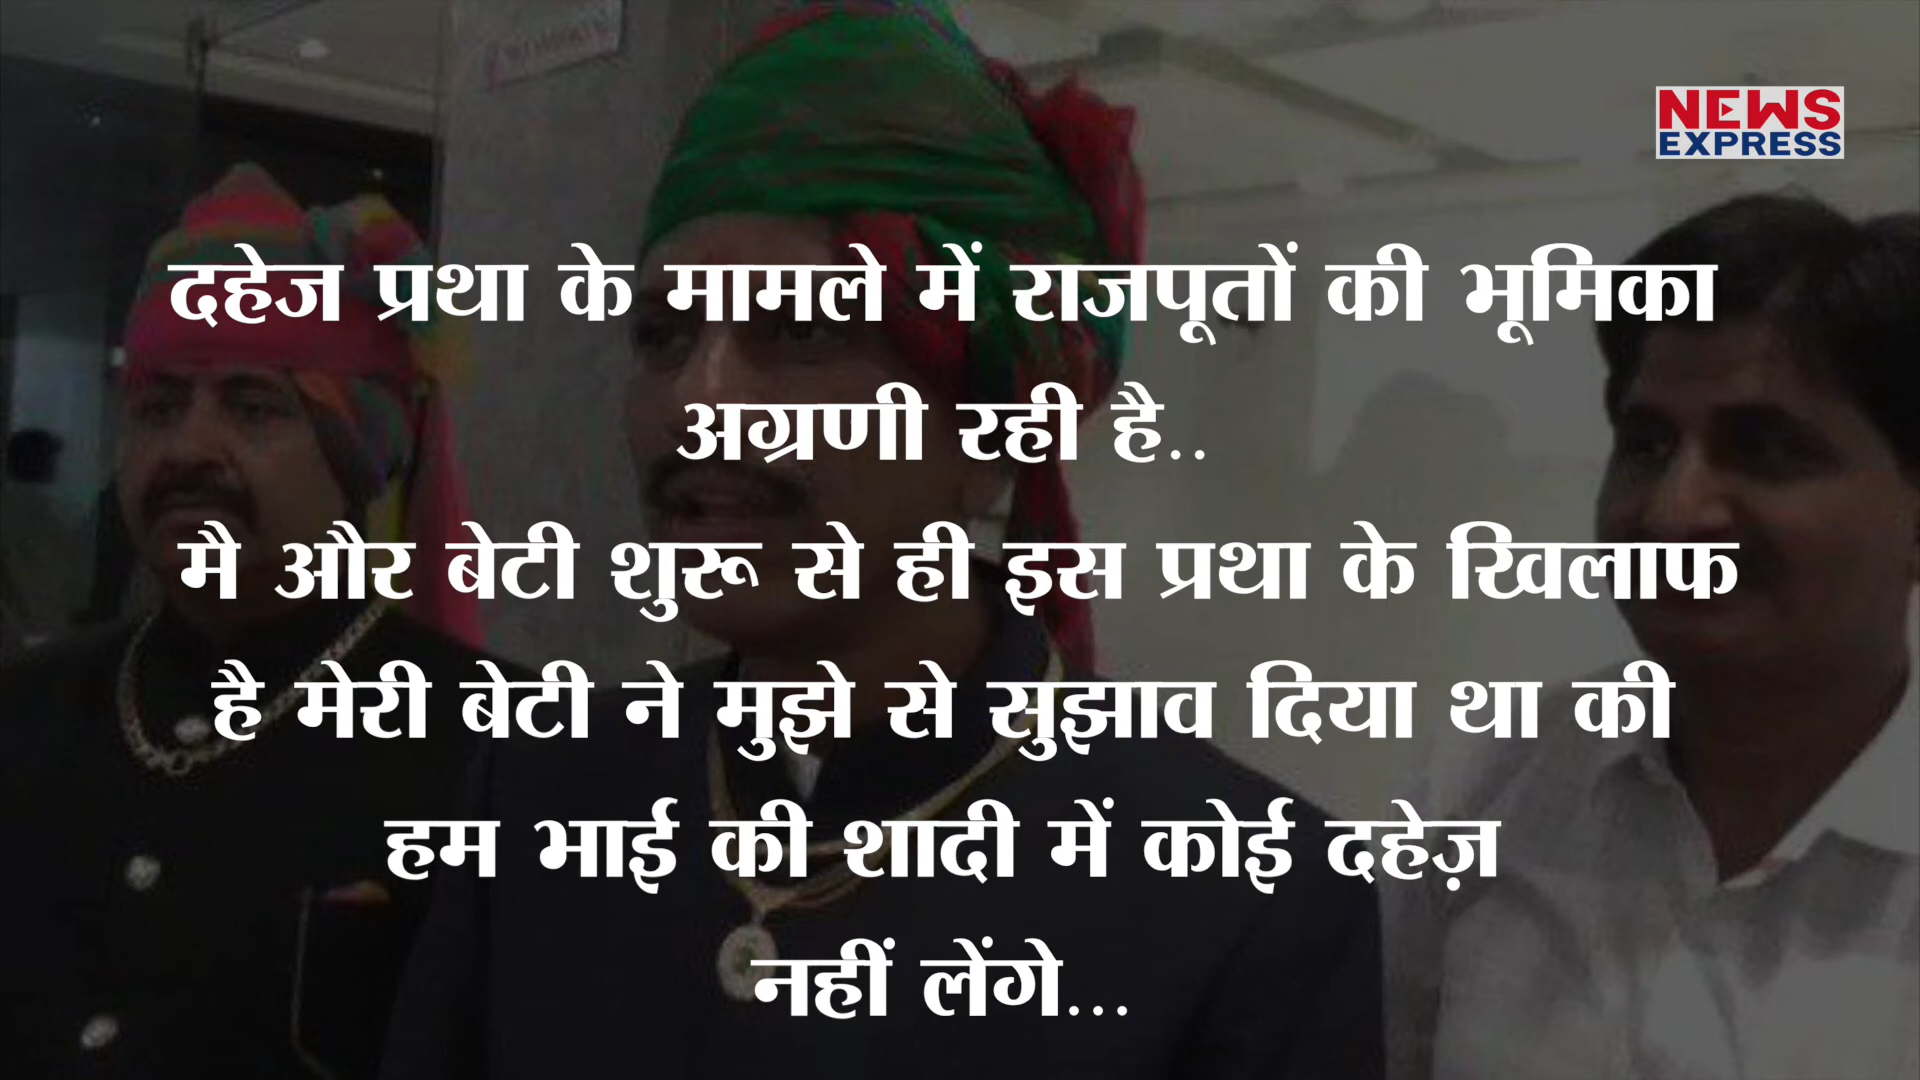 NEWS
EXPRESS
दहेज प्रथा के मामले में राजपूतों की भूमिका
अग्रणी रही है..
मै और बेटी शुरू से ही इस प्रथा के खिलाफ
है मेरी बेटी ने मुझे से सुझाव दिया था की
हम भाई की शादी में कोई दहेज़
नहीं लेंगे...